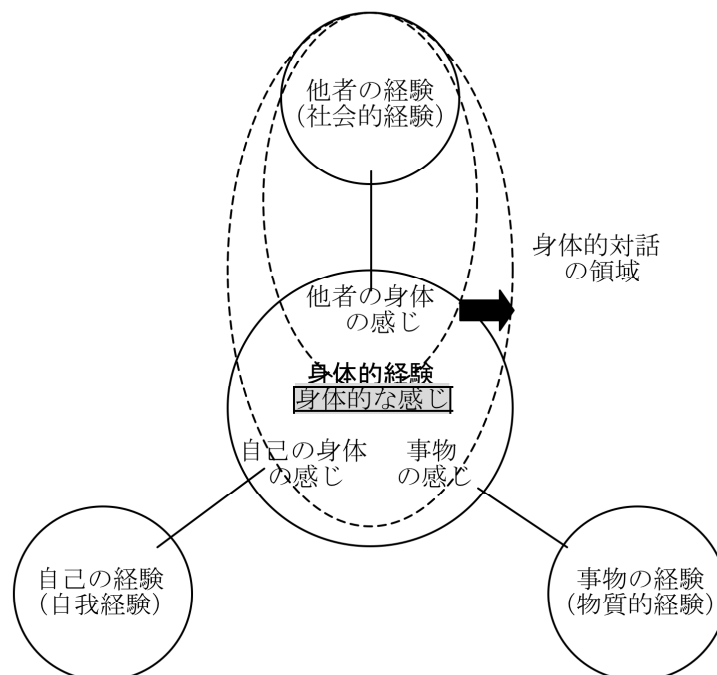 他者の経験
（社会的経験）
身体的対話
の領域
他者の身体
の感じ
身体的経験
身体的な感じ
自己の身体
の感じ
事物
の感じ
自己の経験
（自我経験）
事物の経験
（物質的経験）